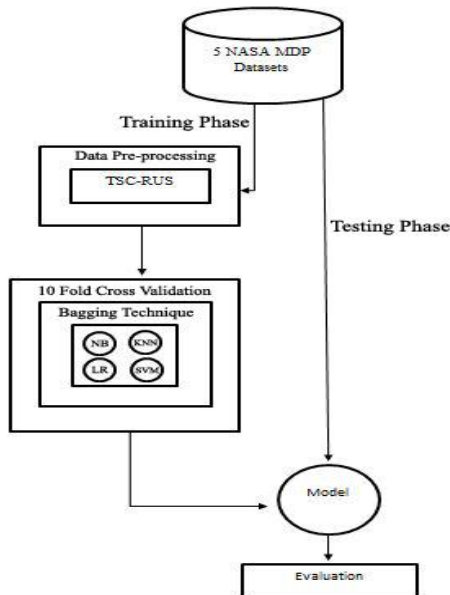 5 NASA MDP
Datasets
Training Phase
Data Pre-processing
TSC-RUS
Testing Phase
10 Fold Cross Validation
Bagging Technique
NB
KNN
LR
SVM
Model
Evaluation